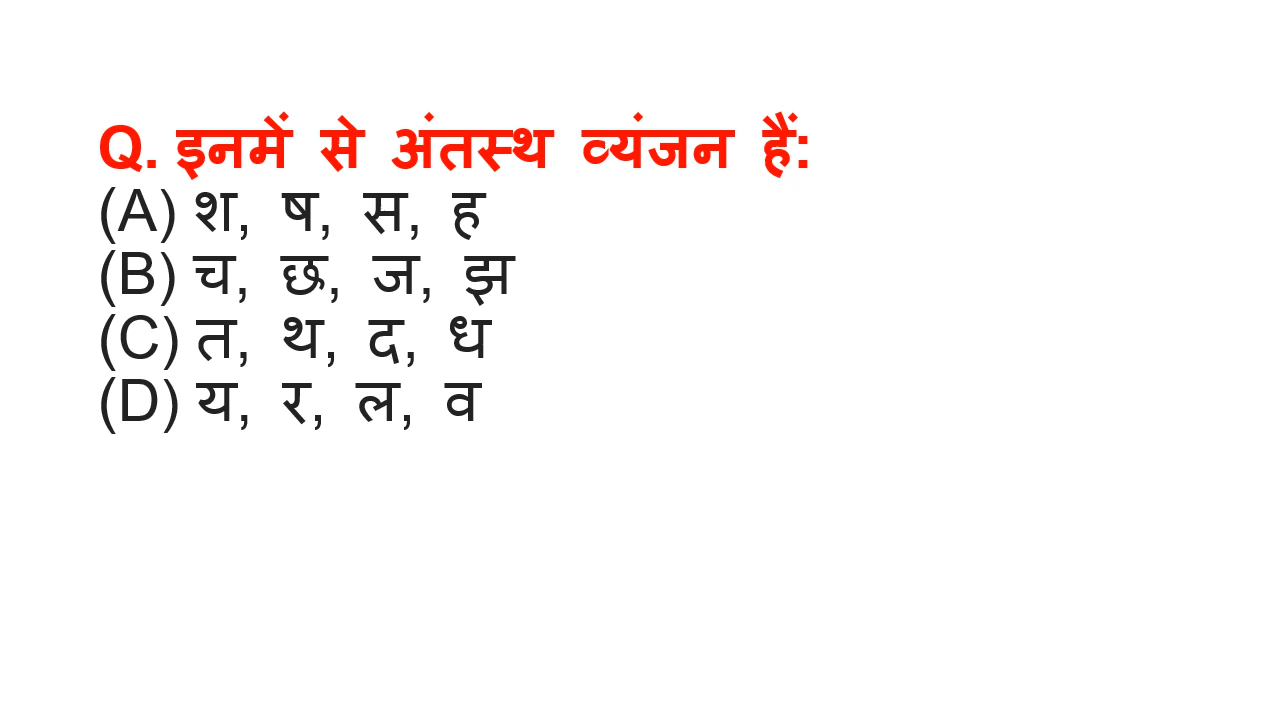 Q. इनमें से अंतस्थ व्यंजन हैं:
(A) श, ष, स, ह
(B) च, छ, ज, झ
(C) त, थ, द, ध
(D) य, र, ल, व